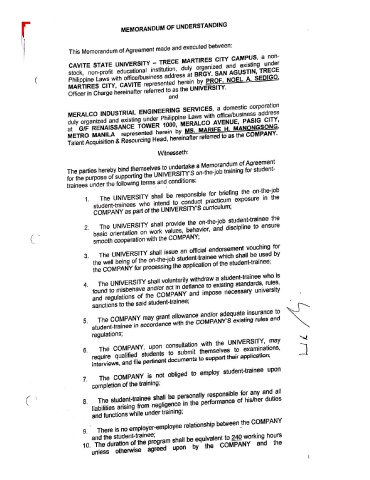 MEMORANDUM OF UNDERSTANDING
This Memorandum of Agreement made and executed between:
CAVITE STATE UNIVERSITY – TRECE MARTIRES CITY CAMPUS, a non-
stock, non-profit educational institution, duly organized and existing under
Philippine Laws with office/business address at BRGY. SAN AGUSTIN, TRECE
MARTIRES CITY, CAVITE represented herein by PROF. NOEL A. SEDIGO,
Officer in Charge hereinafter referred to as the UNIVERSITY.
and
MERALCO INDUSTRIAL ENGINEERING SERVICES, a domestic corporation
duly organized and existing under Philippine Laws with office/business address
at G/F RENAISSANCE TOWER 1000, MERALCO AVENUE, PASIG CITY,
METRO MANILA represented herein by MS. MARIFE H. MANONGSONG,
Talent Acquisition & Resourcing Head, hereinafter referred to as the COMPANY.
Witnesseth:
The parties hereby bind themselves to undertake a Memorandum of Agreement
for the purpose of supporting the UNIVERSITY'S on-the-job training for student-
trainees under the following terms and conditions:
1. The UNIVERSITY shall be responsible for briefing the on-the-job
student-trainees who intend to conduct practicum exposure in the
COMPANY as part of the UNIVERSITY'S curriculum;
2. The UNIVERSITY shall provide the on-the-job student-trainee the
basic orientation on work values, behavior, and discipline to ensure
smooth cooperation with the COMPANY;
3. The UNIVERSITY shall issue an official endorsement vouching for
the well being of the on-the-job student-trainee which shall be used by
the COMPANY for processing the application of the student-trainee;
4. The UNIVERSITY shall voluntarily withdraw a student-trainee who is
found to misbehave and/or act in defiance to existing standards, rules,
and regulations of the COMPANY and impose necessary university
sanctions to the said student-trainee;
5. The COMPANY may grant allowance and/or adequate insurance to
student-trainee in accordance with the COMPANY'S existing rules and
regulations;
6. The COMPANY, upon consultation with the UNIVERSITY, may
require qualified students to submit themselves to examinations,
interviews, and file pertinent documents to support their application;
7. The COMPANY is not obliged to employ student-trainee upon
completion of the training;
8. The student-trainee shall be personally responsible for any and all
liabilities arising from negligence in the performance of his/her duties
and functions while under training;
9. There is no employer-employee relationship between the COMPANY
and the student-trainee;
10. The duration of the program shall be equivalent to 240 working hours
unless otherwise agreed upon by the COMPANY and the
1